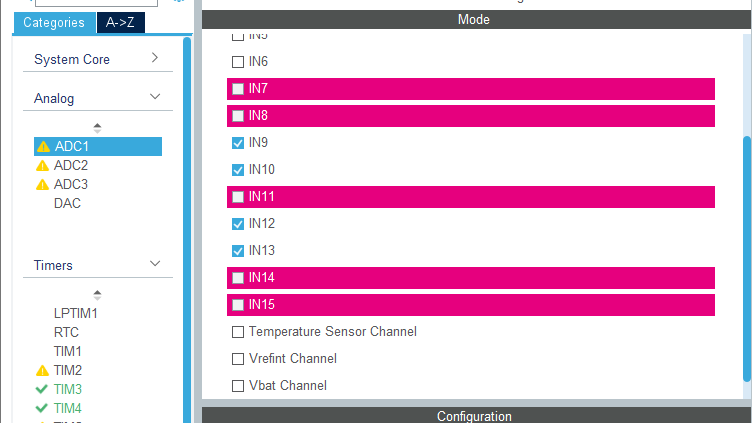 Categories
A->Z
System Core
Analog
ADC1
ADC2
ADC3
DAC
Timers
LPTIM1
RTC
TIM1
TIM2
TIM3
TIM4
Mode
IN5
IN6
IN7
IN8
IN9
IN10
IN11
IN12
IN13
IN14
IN15
Temperature Sensor Channel
Vrefint Channel
Vbat Channel
Configuration